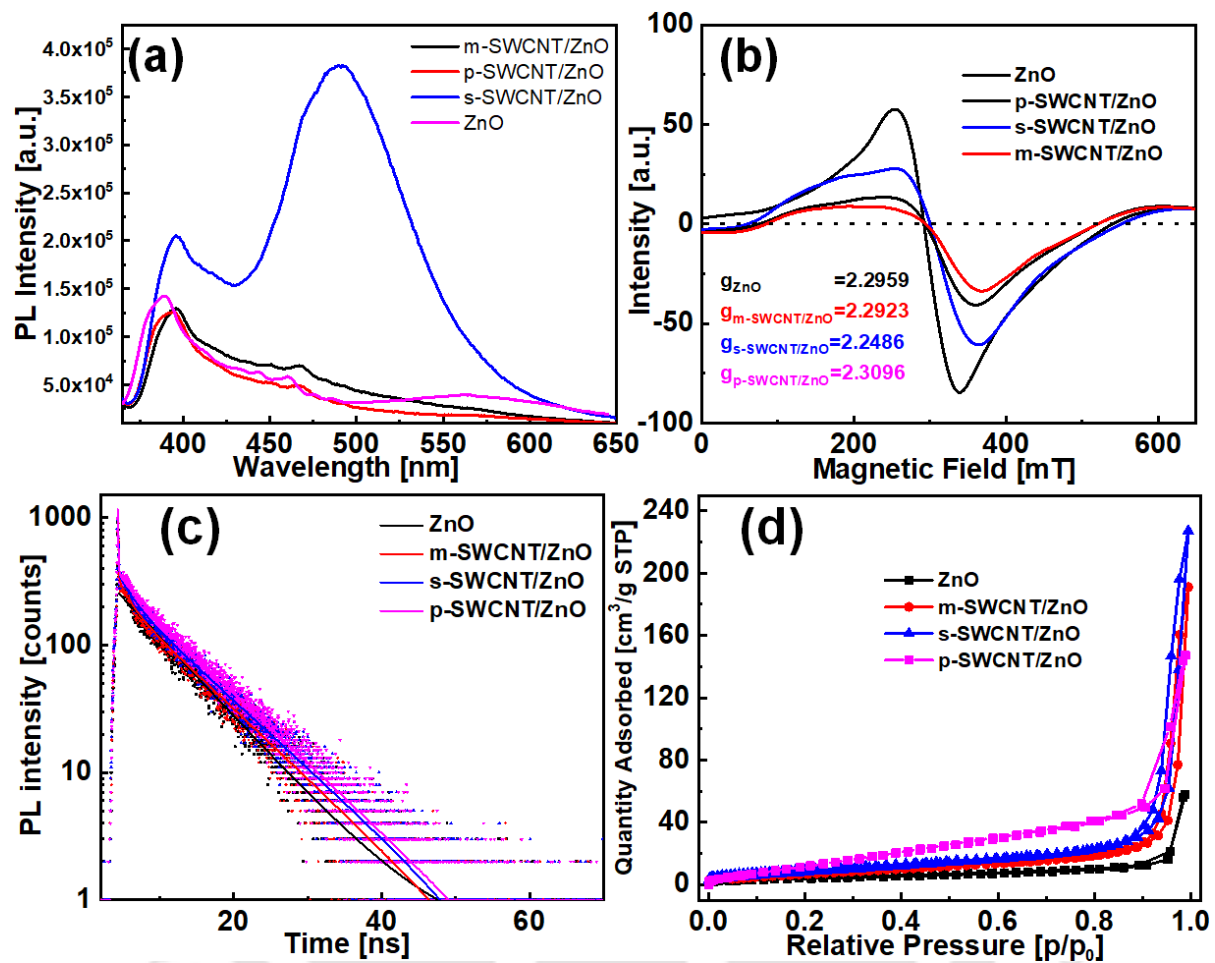 (a)
m-SWCNT/ZnO
p-SWCNT/ZnO
s-SWCNT/ZnO
ZnO
4.0x10⁵
3.5x10⁵
3.0x10⁵
2.5x10⁵
2.0x10⁵
1.5x10⁵
1.0x10⁵
5.0x10⁴
PL Intensity [a.u.]
400 450 500 550 600 650
Wavelength [nm]
(b)
ZnO
p-SWCNT/ZnO
s-SWCNT/ZnO
m-SWCNT/ZnO
100
50
0
-50
-100
Intensity [a.u.]
g_ZnO =2.2959
g_m-SWCNT/ZnO=2.2923
g_s-SWCNT/ZnO=2.2486
g_p-SWCNT/ZnO=2.3096
0 200 400 600
Magnetic Field [mT]
(c)
ZnO
m-SWCNT/ZnO
s-SWCNT/ZnO
p-SWCNT/ZnO
1000
100
10
1
PL intensity [counts]
20 40 60
Time [ns]
(d)
ZnO
m-SWCNT/ZnO
s-SWCNT/ZnO
p-SWCNT/ZnO
240
200
160
120
80
40
0
Quantity Adsorbed [cm³/g STP]
0.0 0.2 0.4 0.6 0.8 1.0
Relative Pressure [p/p₀]